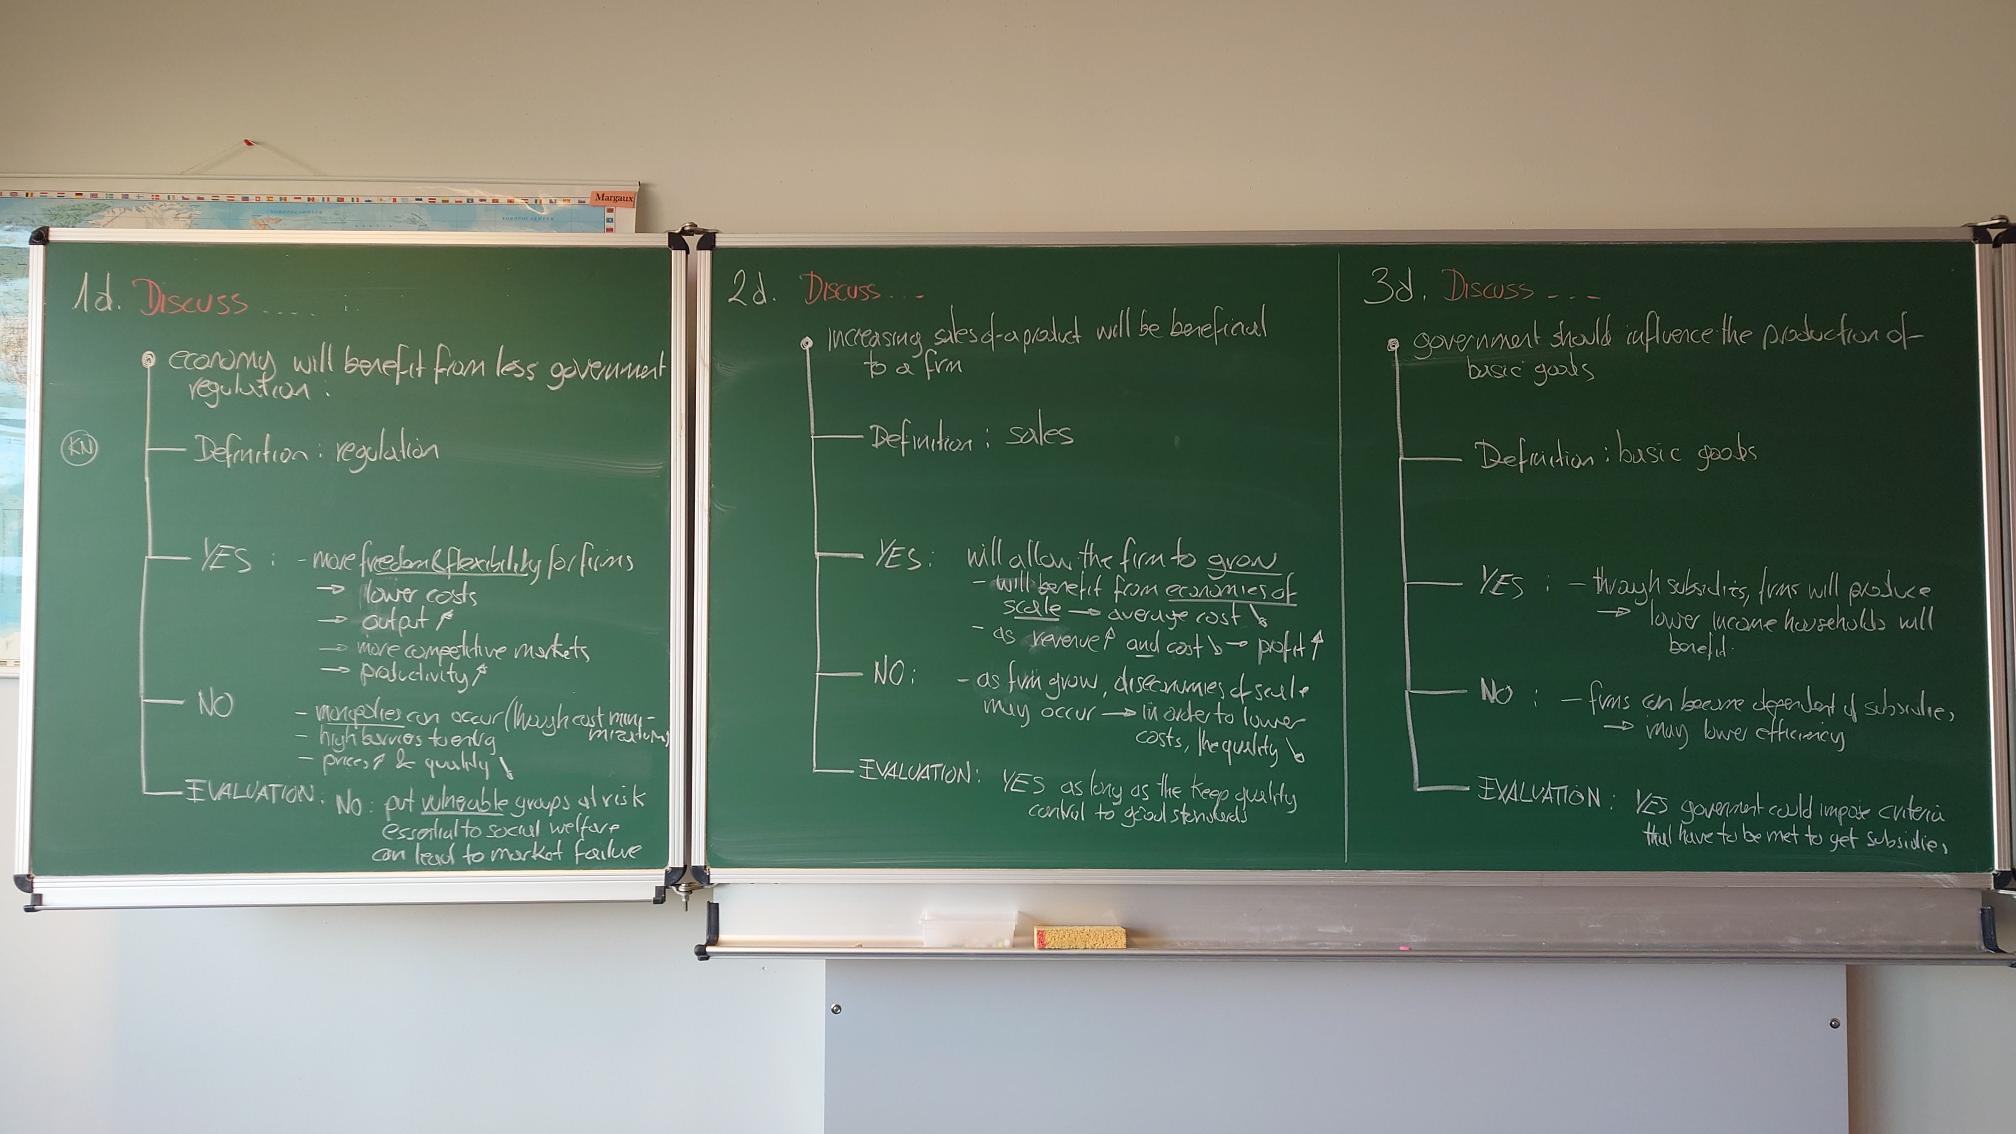 Margaux
1d. Discuss .... .
economy will benefit from less government
regulation :
KN
Definition : regulation
YES : - more freedom & flexibility for firms
→ lower costs
→ output ↑
→ more competitive markets
→ productivity ↑
NO - monopolies can occur (though cost mini-
mization)
- high barriers to entry
- prices ↑ & quality ↓
EVALUATION : NO : put vulnerable groups at risk
essential to social welfare
can lead to market failure
2d. Discuss ...
increasing sales of a product will be beneficial
to a firm
Definition : sales
YES : will allow the firm to grow
- will benefit from economies of
scale → average cost ↓
- as revenue ↑ and cost ↓ → profit ↑
NO : - as firm grow, diseconomies of scale
may occur → in order to lower
costs, the quality ↓
EVALUATION : YES as long as the keep quality
control to good standards
3d. Discuss ...
government should influence the production of
basic goods
Definition : basic goods
YES : - through subsidies, firms will produce
→ lower income households will
benefit.
NO : - firms can become dependent of subsidies,
→ may lower efficiency
EVALUATION : YES government could impose criteria
that have to be met to get subsidies,